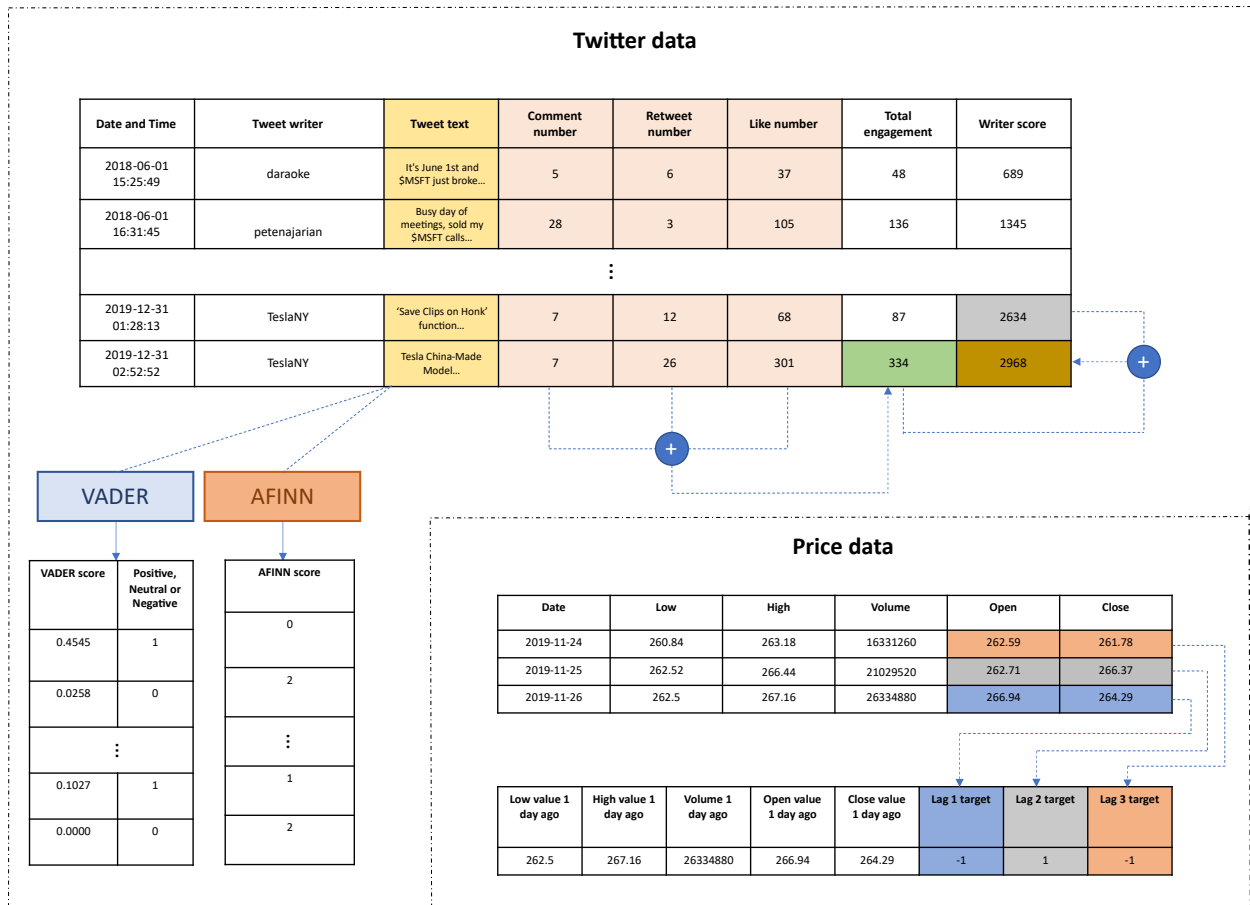 Twitter data
Date and Time
Tweet writer
Tweet text
Comment
number
Retweet
number
Like number
Total
engagement
Writer score
2018-06-01
15:25:49
daraoke
It's June 1st and
$MSFT just broke…
5
6
37
48
689
2018-06-01
16:31:45
petenajarian
Busy day of
meetings, sold my
$MSFT calls…
28
3
105
136
1345
⋮
2019-12-31
01:28:13
TeslaNY
‘Save Clips on Honk’
function…
7
12
68
87
2634
2019-12-31
02:52:52
TeslaNY
Tesla China-Made
Model…
7
26
301
334
2968
+
+
VADER
AFINN
VADER score
Positive,
Neutral or
Negative
0.4545
1
0.0258
0
⋮
0.1027
1
0.0000
0
AFINN score
0
2
⋮
1
2
Price data
Date
Low
High
Volume
Open
Close
2019-11-24
260.84
263.18
16331260
262.59
261.78
2019-11-25
262.52
266.44
21029520
262.71
266.37
2019-11-26
262.5
267.16
26334880
266.94
264.29
Low value 1
day ago
High value 1
day ago
Volume 1
day ago
Open value
1 day ago
Close value
1 day ago
Lag 1 target
Lag 2 target
Lag 3 target
262.5
267.16
26334880
266.94
264.29
-1
1
-1